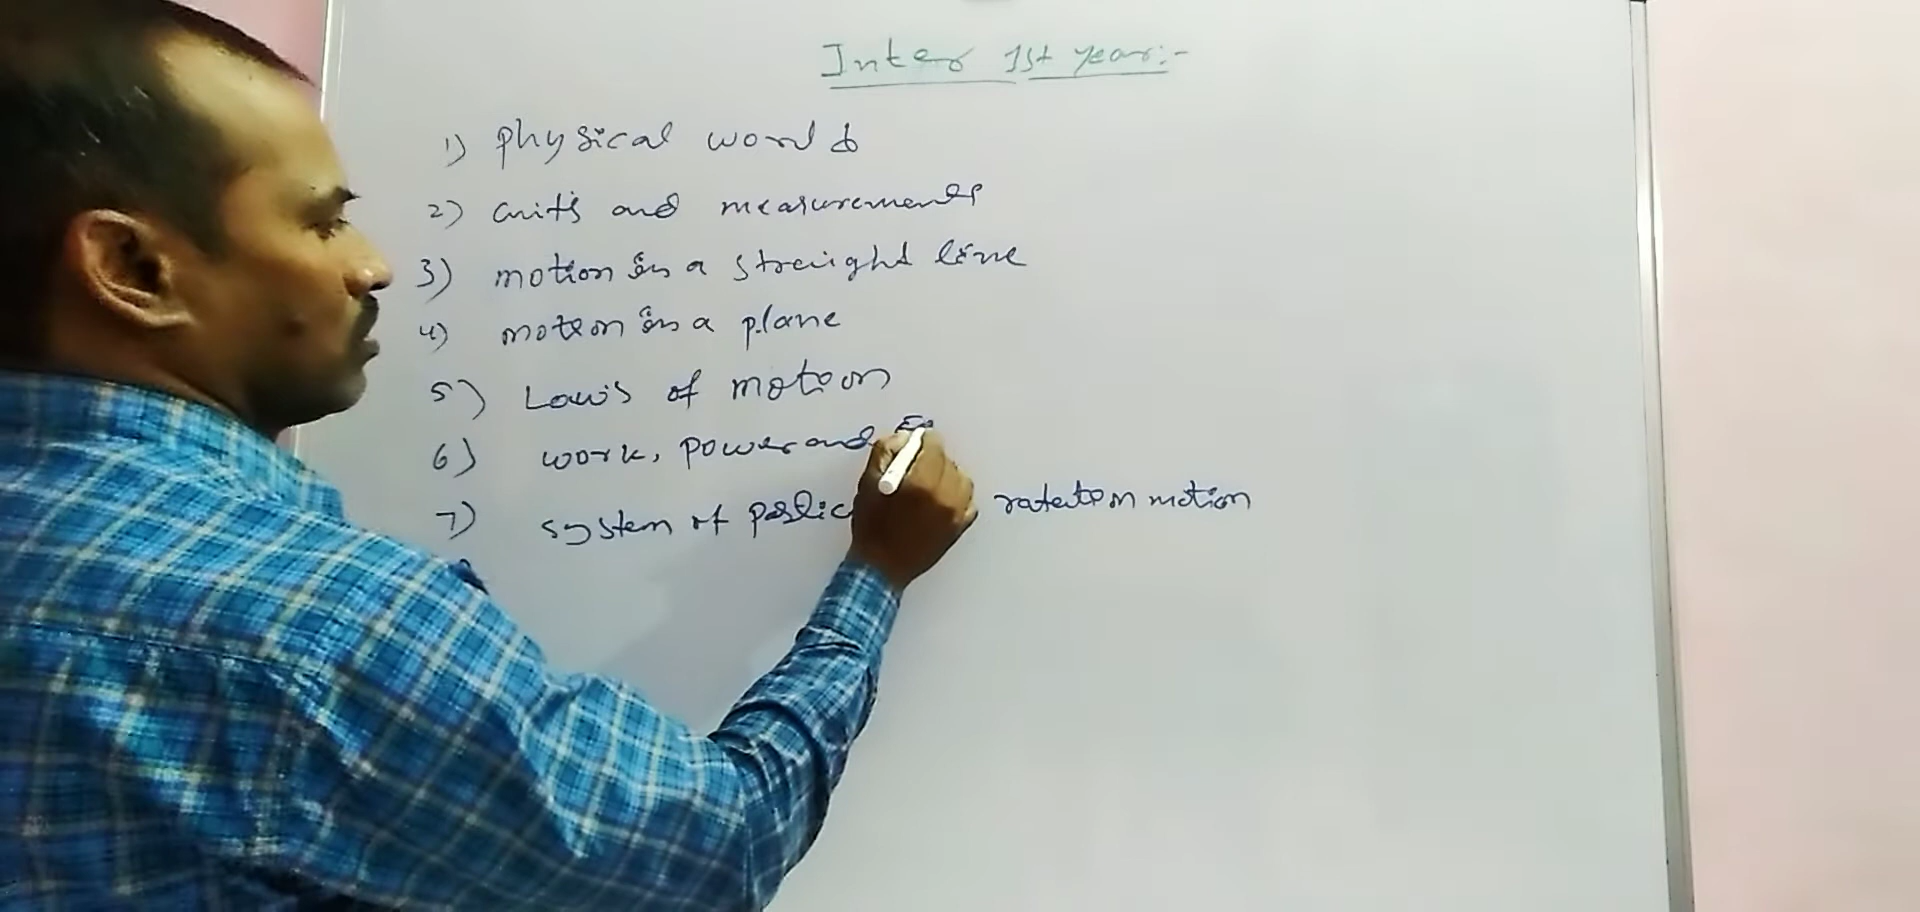 Inter 1st year:-
1) physical world
2) units and measurements
3) motion in a straight line
4) motion in a plane
5) Laws of motion
6) work, power and
7) system of rotation motion